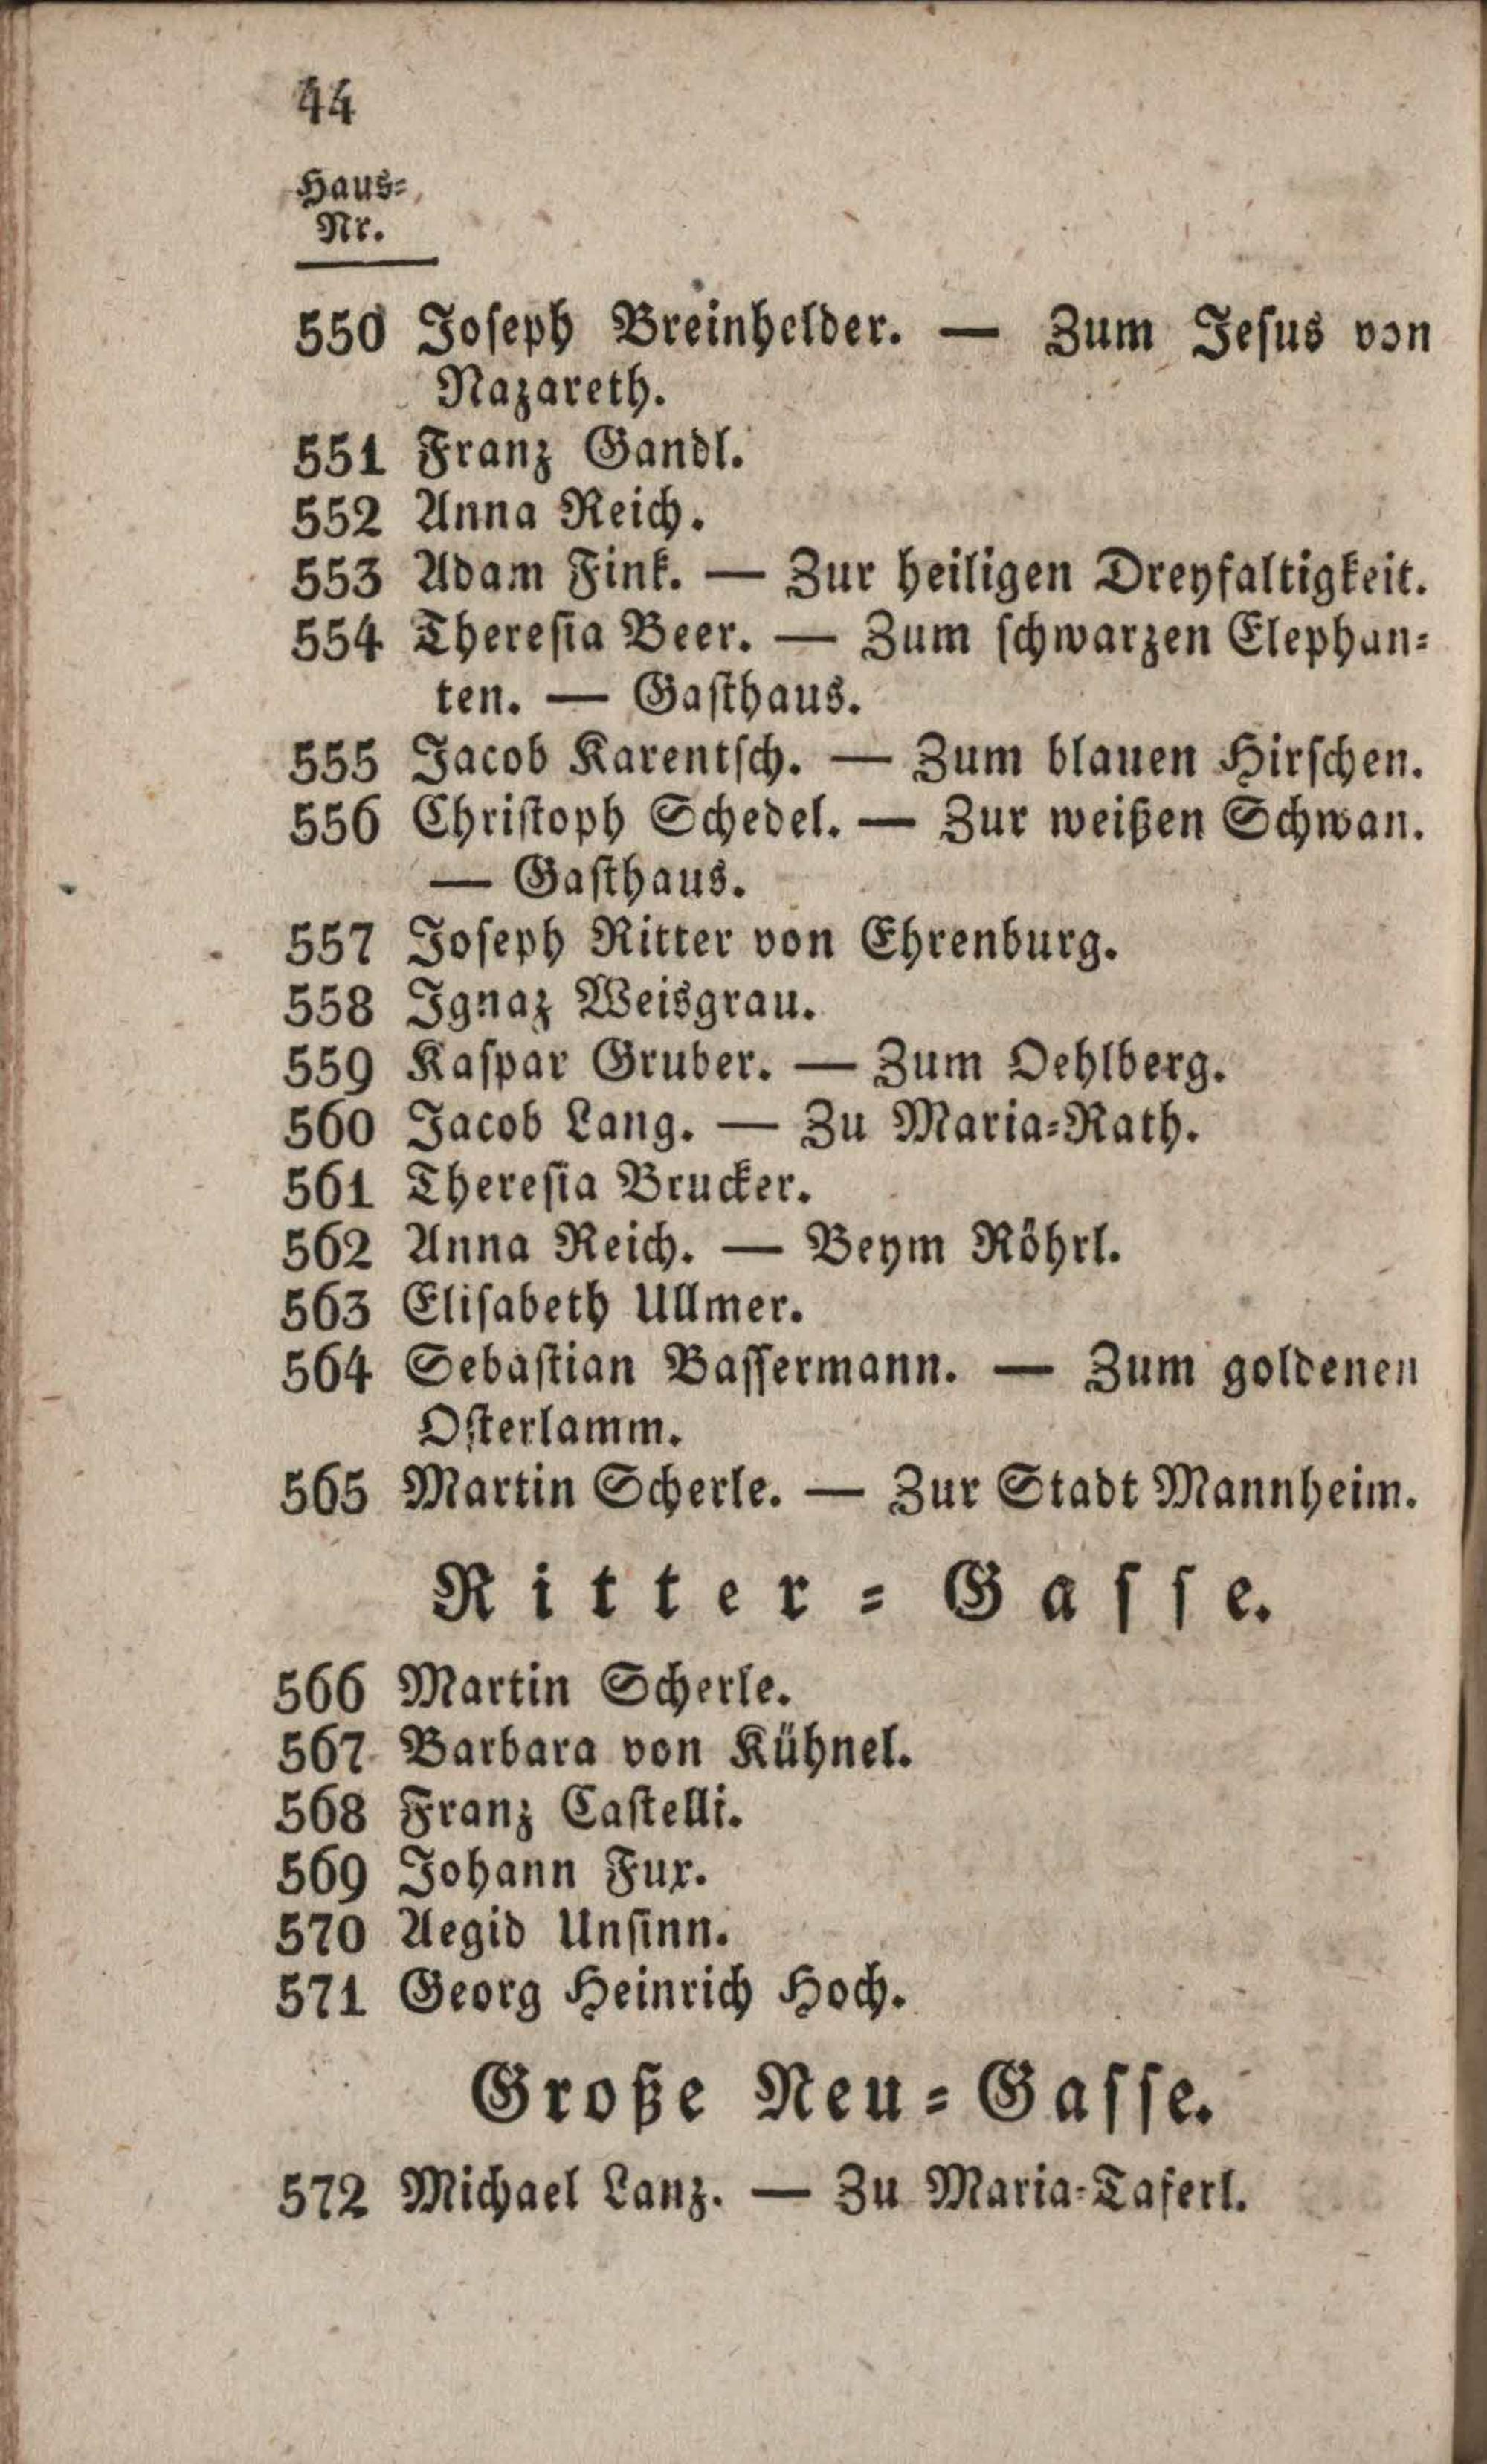 44
Haus-
Nr.
550 Joseph Breinhelder. — Zum Jesus von
Nazareth.
551 Franz Gandl.
552 Anna Reich.
553 Adam Fink. — Zur heiligen Dreyfaltigkeit.
554 Theresia Beer. — Zum schwarzen Elephan-
ten. — Gasthaus.
555 Jacob Karentsch. — Zum blauen Hirschen.
556 Christoph Schedel. — Zur weißen Schwan.
— Gasthaus.
557 Joseph Ritter von Ehrenburg.
558 Ignaz Weisgrau.
559 Kaspar Gruber. — Zum Oehlberg.
560 Jacob Lang. — Zu Maria-Rath.
561 Theresia Brucker.
562 Anna Reich. — Beym Röhrl.
563 Elisabeth Ullmer.
564 Sebastian Bassermann. — Zum goldenen
Osterlamm.
565 Martin Scherle. — Zur Stadt Mannheim.
Ritter-Gasse.
566 Martin Scherle.
567 Barbara von Kühnel.
568 Franz Castelli.
569 Johann Fux.
570 Aegid Unsinn.
571 Georg Heinrich Hoch.
Große Neu-Gasse.
572 Michael Lanz. — Zu Maria-Taferl.